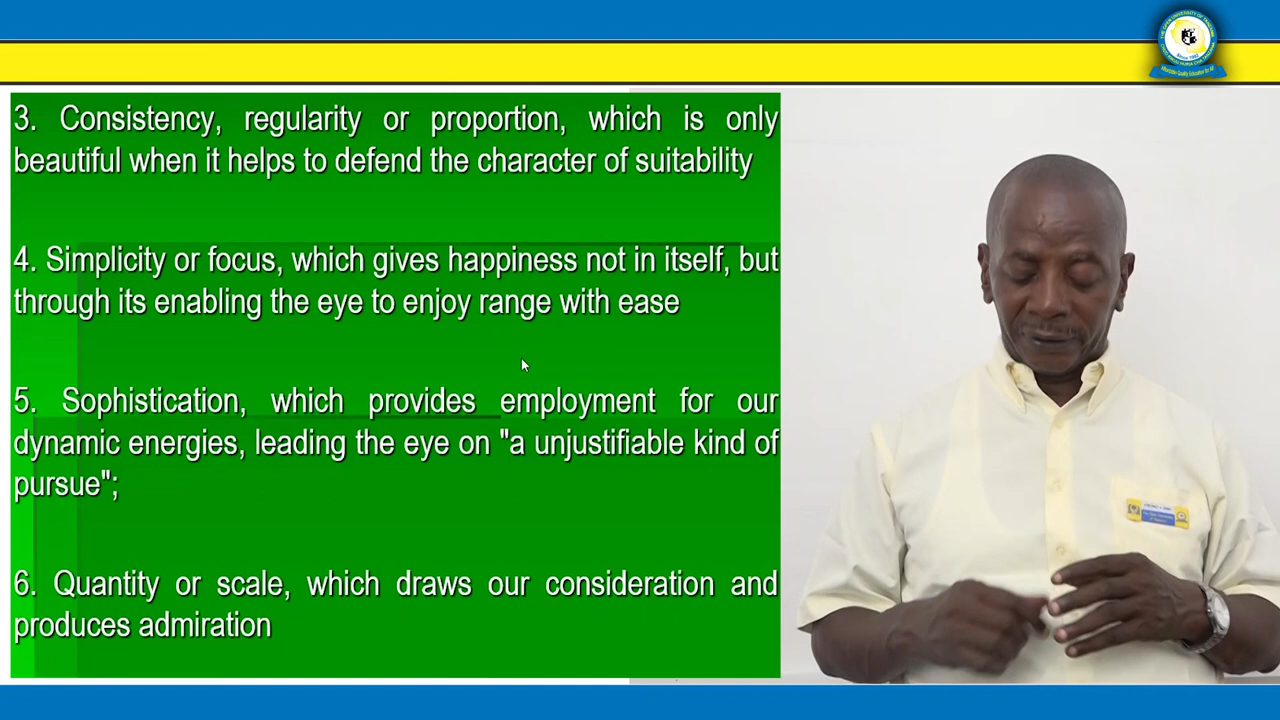 3. Consistency, regularity or proportion, which is only
beautiful when it helps to defend the character of suitability
4. Simplicity or focus, which gives happiness not in itself, but
through its enabling the eye to enjoy range with ease
5. Sophistication, which provides employment for our
dynamic energies, leading the eye on "a unjustifiable kind of
pursue";
6. Quantity or scale, which draws our consideration and
produces admiration